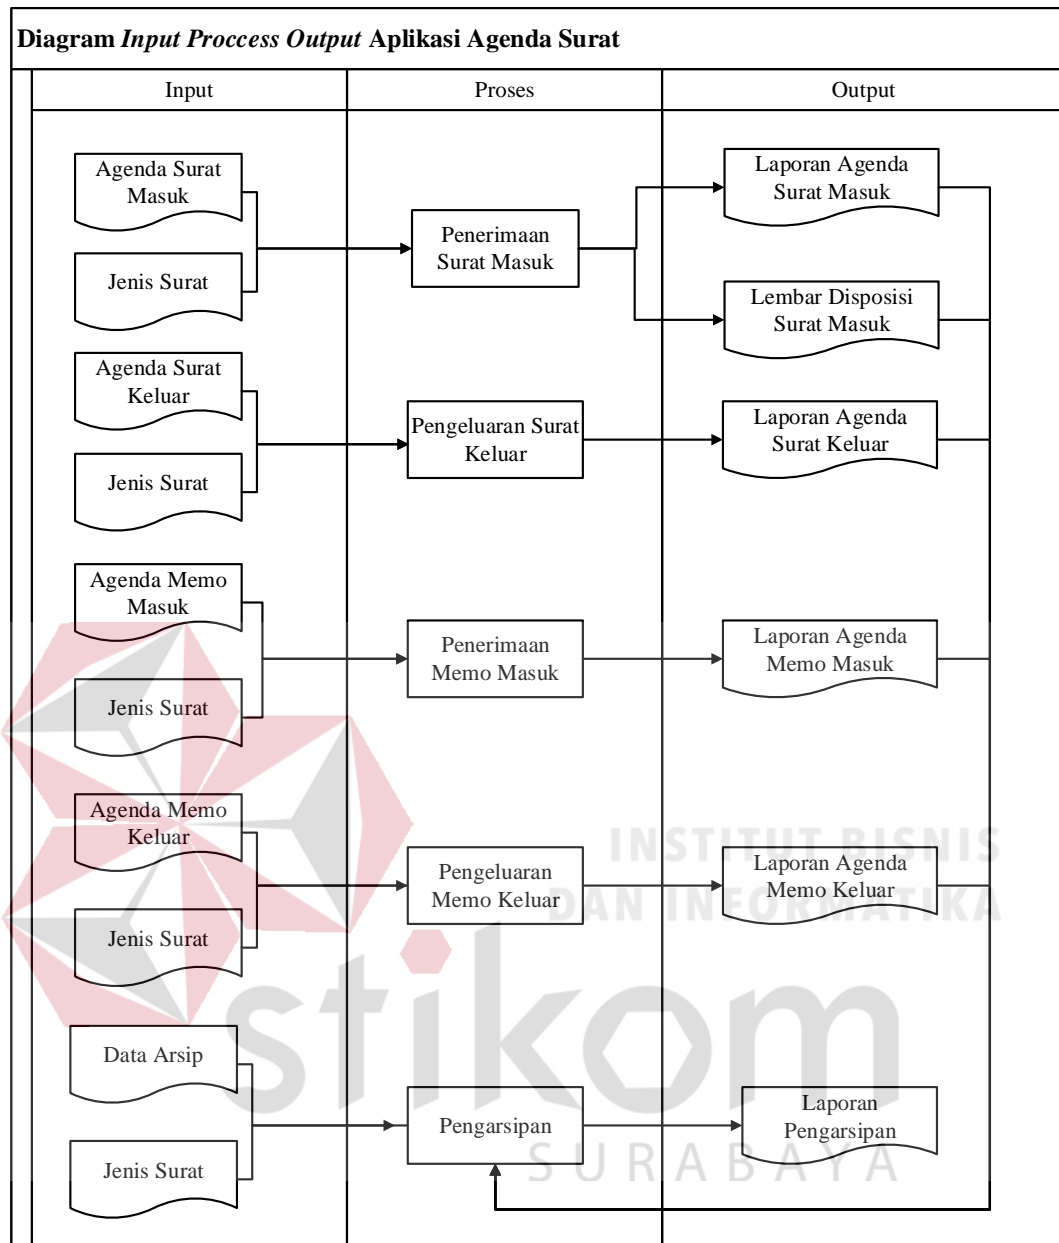 Diagram Input Proccess Output Aplikasi Agenda Surat
Input
Proses
Output
Agenda Surat
Masuk
Jenis Surat
Penerimaan
Surat Masuk
Laporan Agenda
Surat Masuk
Lembar Disposisi
Surat Masuk
Agenda Surat
Keluar
Jenis Surat
Pengeluaran Surat
Keluar
Laporan Agenda
Surat Keluar
Agenda Memo
Masuk
Jenis Surat
Penerimaan
Memo Masuk
Laporan Agenda
Memo Masuk
Agenda Memo
Keluar
Jenis Surat
Pengeluaran
Memo Keluar
Laporan Agenda
Memo Keluar
Data Arsip
Jenis Surat
Pengarsipan
Laporan
Pengarsipan
INSTITUT BISNIS
DAN INFORMATIKA
stikom
SURABAYA